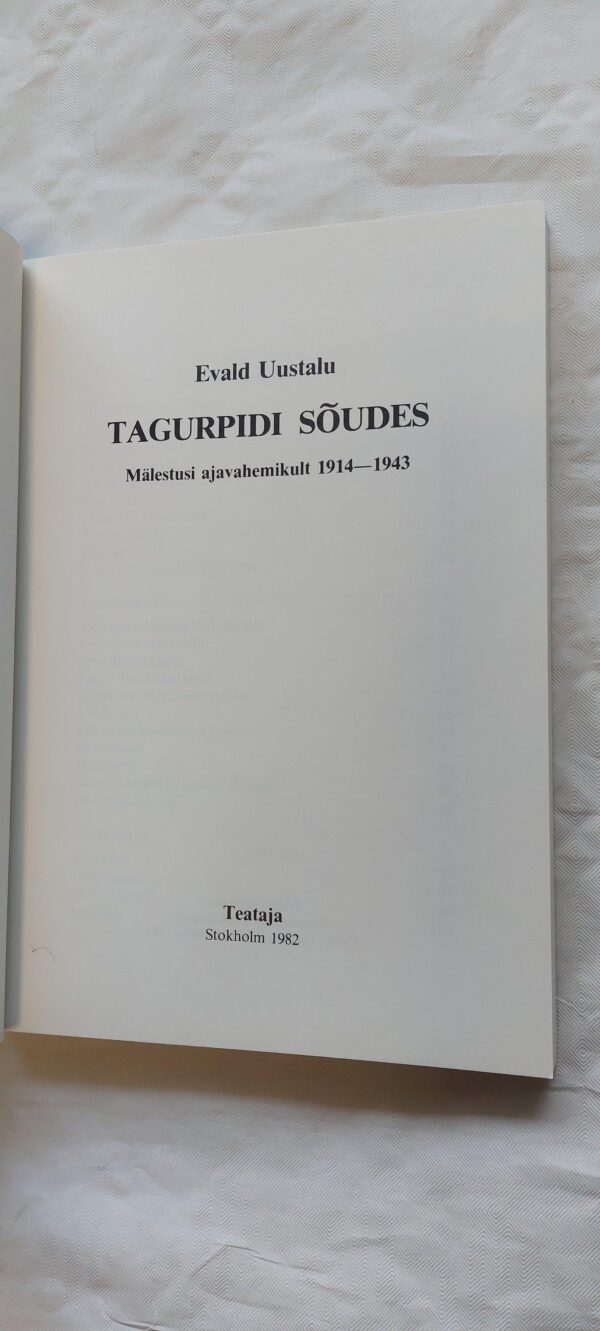 Evald Uustalu
TAGURPIDI SÕUDES
Mälestusi ajavahemikult 1914—1943
Teataja
Stokholm 1982